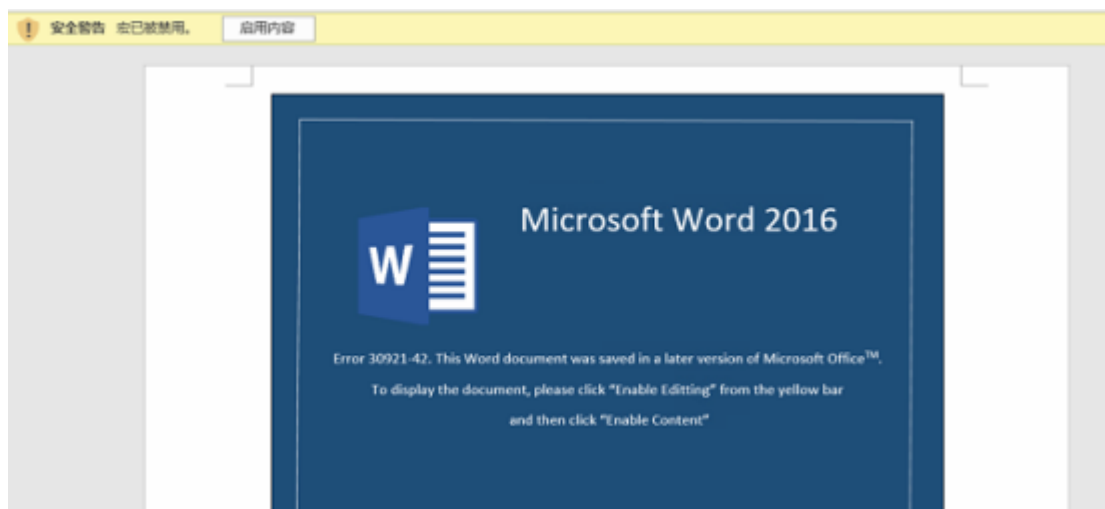 安全警告 宏已被禁用。 启用内容
Microsoft Word 2016
W
Error 30921-42. This Word document was saved in a later version of Microsoft Office™.
To display the document, please click “Enable Editting” from the yellow bar
and then click “Enable Content”